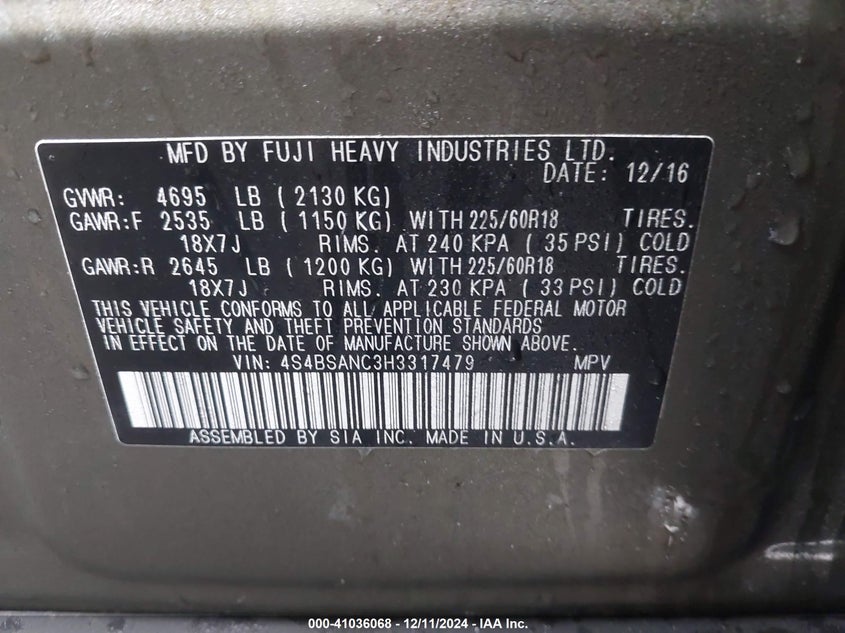 MFD BY FUJI HEAVY INDUSTRIES LTD.
DATE: 12/16
GVWR: 4695 LB ( 2130 KG)
GAWR:F 2535 LB ( 1150 KG) WITH 225/60R18 TIRES.
18X7J RIMS. AT 240 KPA ( 35 PSI) COLD
GAWR:R 2645 LB ( 1200 KG) WITH 225/60R18 TIRES.
18X7J RIMS. AT 230 KPA ( 33 PSI) COLD
THIS VEHICLE CONFORMS TO ALL APPLICABLE FEDERAL MOTOR
VEHICLE SAFETY AND THEFT PREVENTION STANDARDS
IN EFFECT ON THE DATE OF MANUFACTURE SHOWN ABOVE.
VIN: 4S4BSANC3H3317479 MPV
ASSEMBLED BY SIA INC. MADE IN U.S.A.
000-41036068 - 12/11/2024 - IAA Inc.